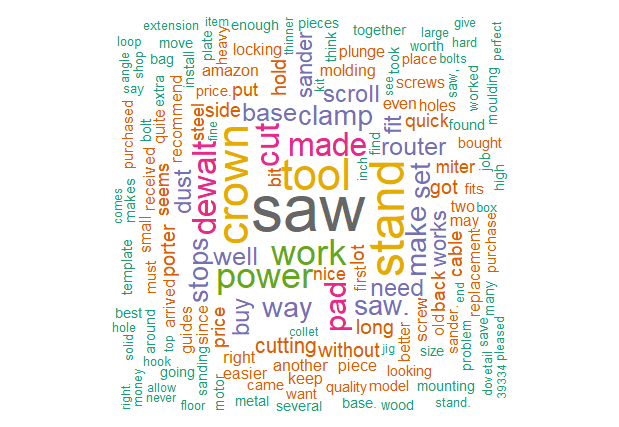 extension
item
enough
pieces
together
large
give
loop
move
plate
heavy
locking
thinner
think
worth
hard
perfect
angle
shop
bag
install
sander
plunge
place
bolts
say
amazon
hold
kit
molding
see
took
screws
saw,
worked
moulding
purchased
bolt
extra
quite
recommend
price.
put
scroll
even
holes
steel
side
base
clamp
fit
quick
found
fine
cut
made
router
bought
dewalt
crown
bit
tool
inch
find
miter
job
high
comes
makes
small
received
seems
dust
saw
stand
set
got
fits
two
box
must
porter
stops
well
work
make
works
may
purchase
template
arrived
power
nice
first
lot
back
cable
replacement
pad
need
old
end
many
best
around
guides
since
price
buy
way
saw.
screw
sander.
save
pleased
hole
collet
long
better
problem
solid
top
cutting
without
jig
size
hook
right
another
piece
looking
dovetail
39334
going
sanding
easier
money
allow
motor
came
keep
quality
model
mounting
right
never
want
floor
metal
several
base.
wood
stand.